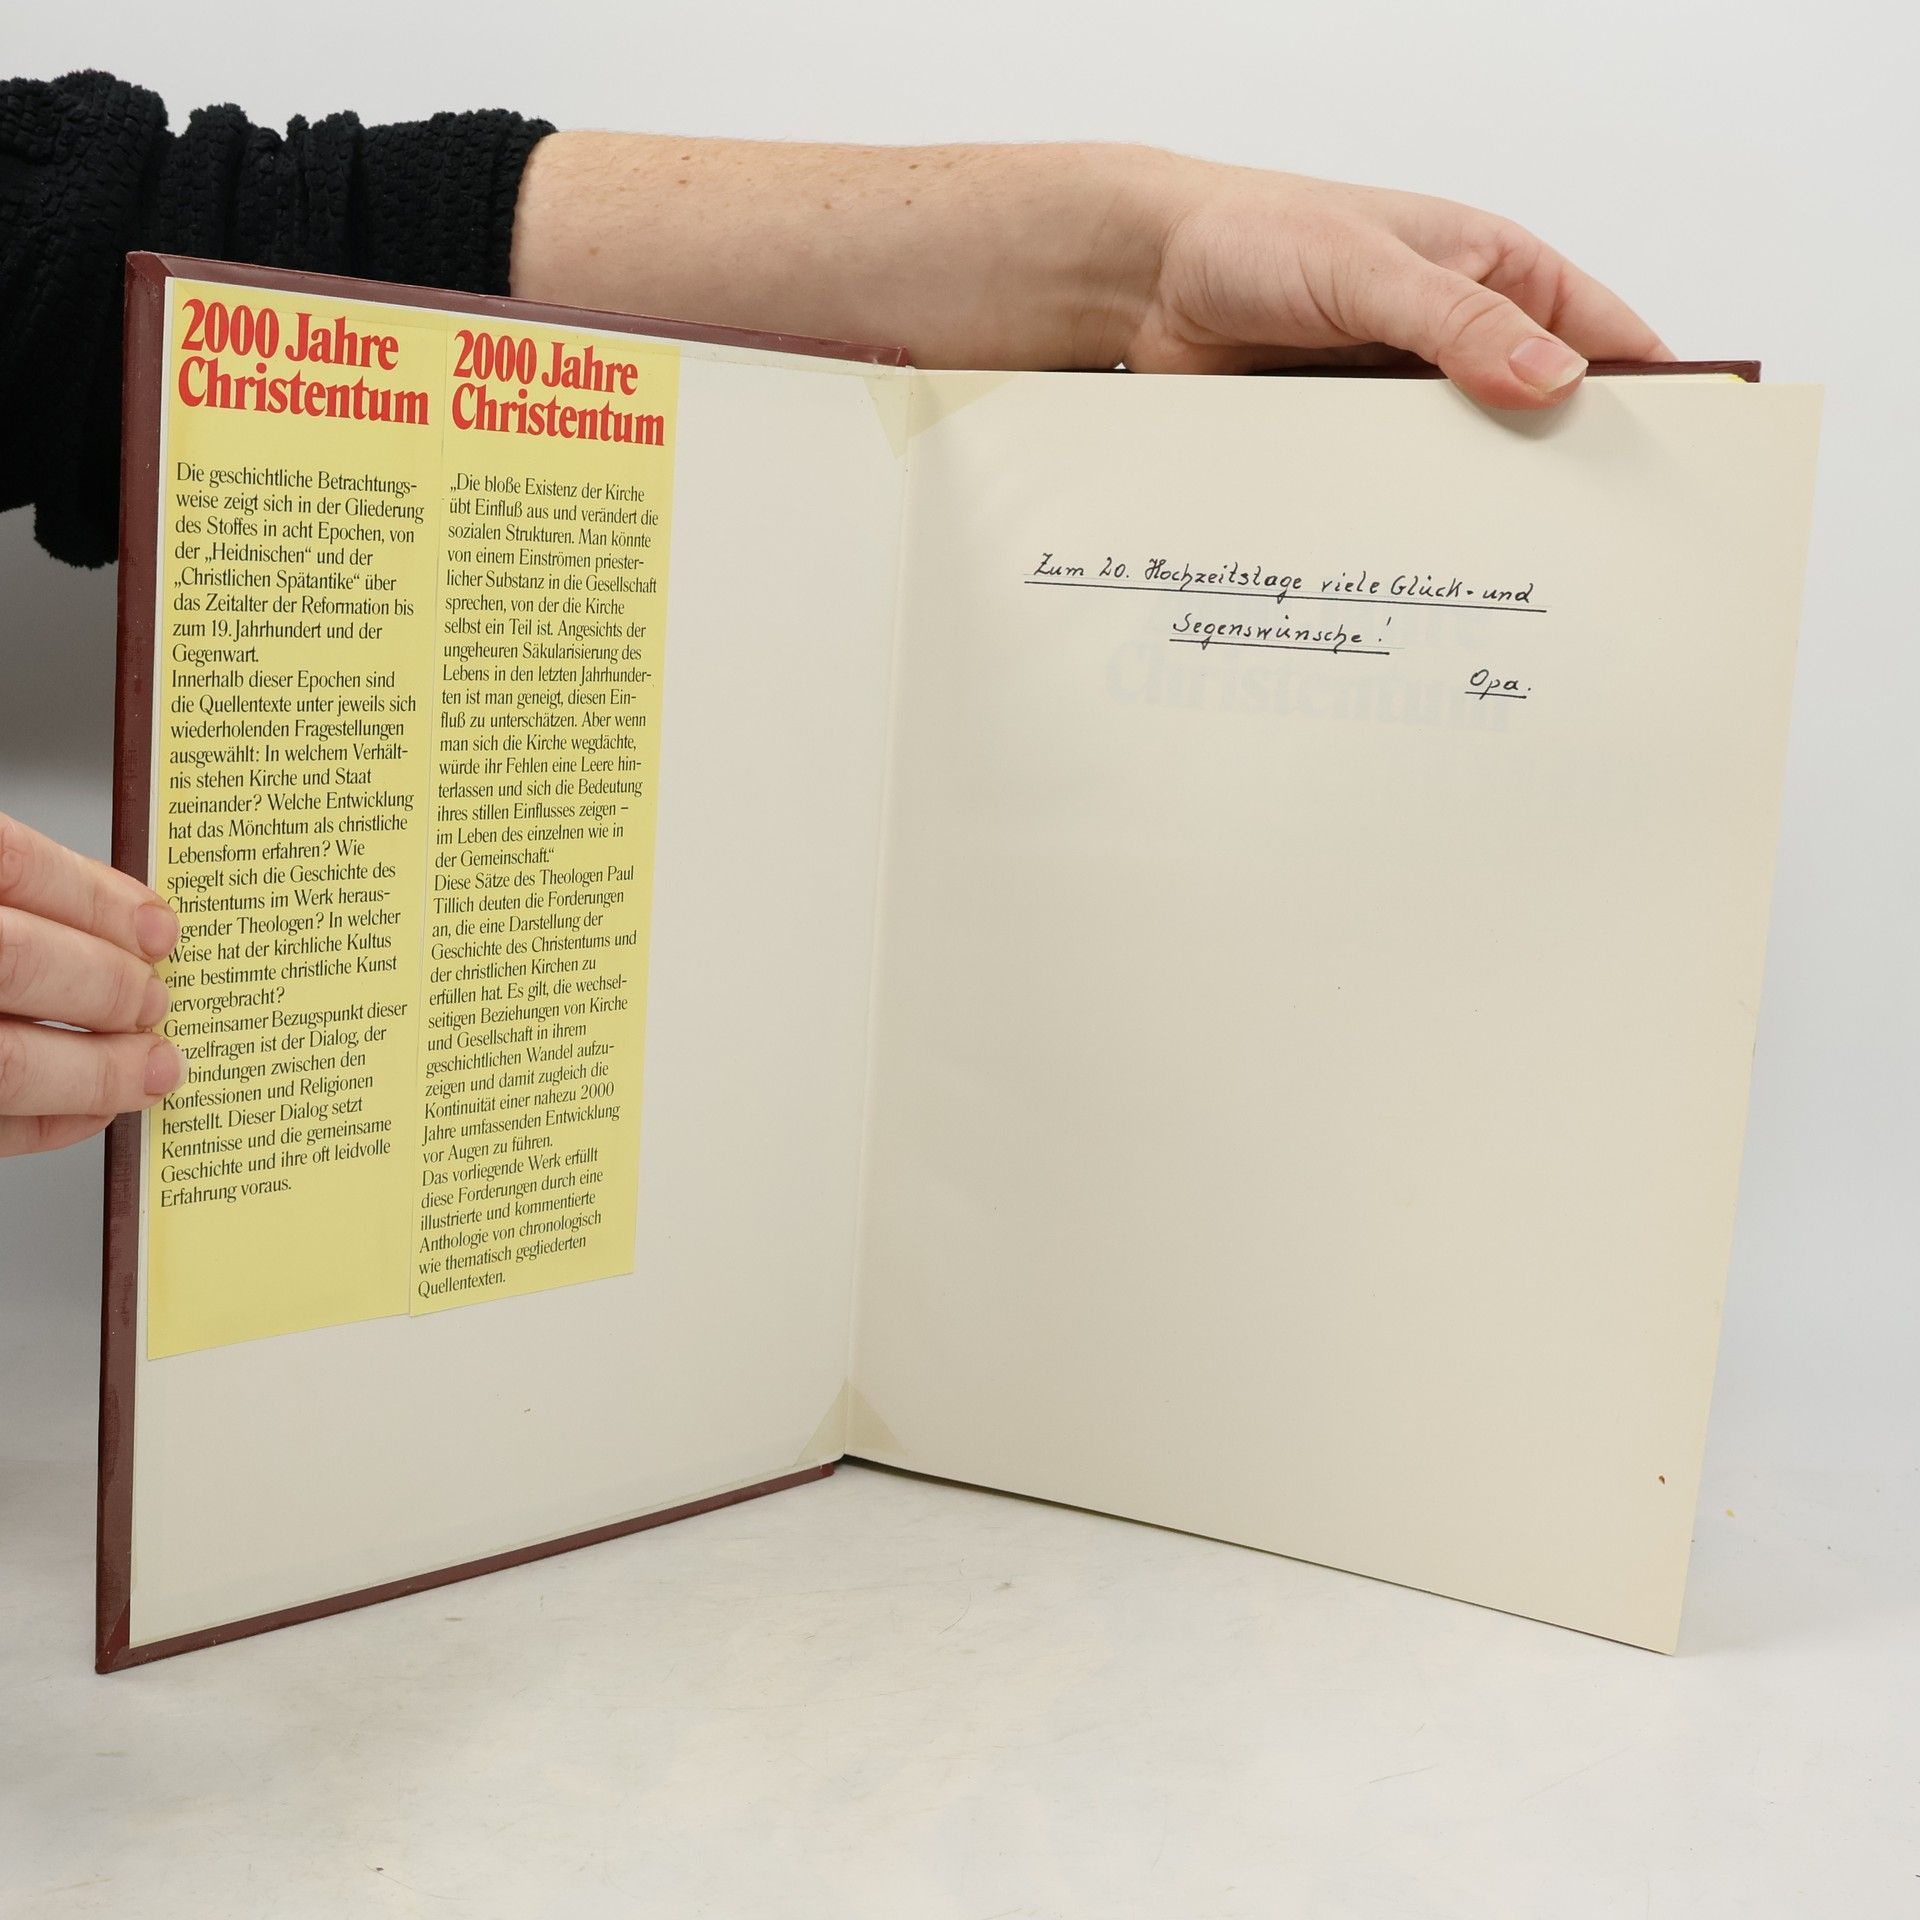 2000 Jahre
Christentum
Die geschichtliche Betrachtungs-
weise zeigt sich in der Gliederung
des Stoffes in acht Epochen, von
der „Heidnischen“ und der
„Christlichen Spätantike“ über
das Zeitalter der Reformation bis
zum 19. Jahrhundert und der
Gegenwart.
Innerhalb dieser Epochen sind
die Quellentexte unter jeweils sich
wiederholenden Fragestellungen
ausgewählt: In welchem Verhält-
nis stehen Kirche und Staat
zueinander? Welche Entwicklung
hat das Mönchtum als christliche
Lebensform erfahren? Wie
spiegelt sich die Geschichte des
Christentums im Werk heraus-
gender Theologen? In welcher
Weise hat der kirchliche Kultus
eine bestimmte christliche Kunst
hervorgebracht?
Gemeinsamer Bezugspunkt dieser
nzelfragen ist der Dialog, der
bindungen zwischen den
Konfessionen und Religionen
herstellt. Dieser Dialog setzt
Kenntnisse und die gemeinsame
Geschichte und ihre oft leidvolle
Erfahrung voraus.
2000 Jahre
Christentum
„Die bloße Existenz der Kirche
übt Einfluß aus und verändert die
sozialen Strukturen. Man könnte
von einem Einströmen priester-
licher Substanz in die Gesellschaft
sprechen, von der die Kirche
selbst ein Teil ist. Angesichts der
ungeheuren Säkularisierung des
Lebens in den letzten Jahrhunder-
ten ist man geneigt, diesen Ein-
fluß zu unterschätzen. Aber wenn
man sich die Kirche wegdächte,
würde ihr Fehlen eine Leere hin-
terlassen und sich die Bedeutung
ihres stillen Einflusses zeigen –
im Leben des einzelnen wie in
der Gemeinschaft.“
Diese Sätze des Theologen Paul
Tillich deuten die Forderungen
an, die eine Darstellung der
Geschichte des Christentums und
der christlichen Kirchen zu
erfüllen hat. Es gilt, die wechsel-
seitigen Beziehungen von Kirche
und Gesellschaft in ihrem
geschichtlichen Wandel aufzu-
zeigen und damit zugleich die
Kontinuität einer nahezu 2000
Jahre umfassenden Entwicklung
vor Augen zu führen.
Das vorliegende Werk erfüllt
diese Forderungen durch eine
illustrierte und kommentierte
Anthologie von chronologisch
wie thematisch gegliederten
Quellentexten.
Zum 20. Hochzeitstage viele Glück- und
Segenswünsche!
Opa.